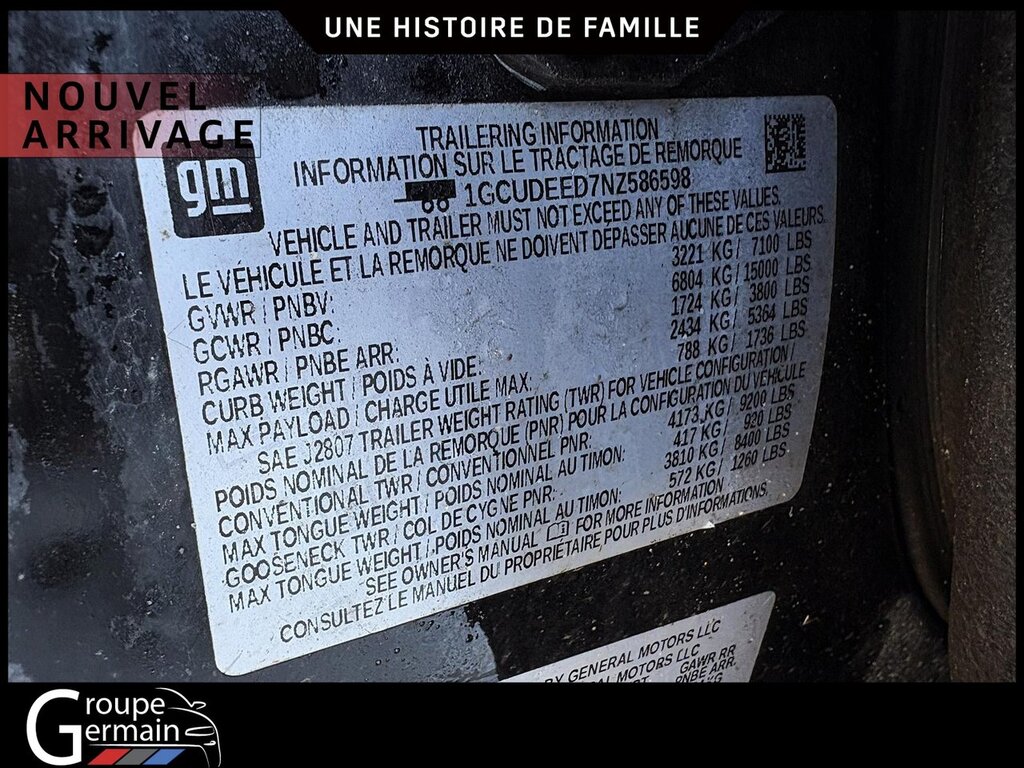 UNE HISTOIRE DE FAMILLE
NOUVEL
ARRIVAGE
gm
TRAILERING INFORMATION
INFORMATION SUR LE TRACTAGE DE REMORQUE
1GCUDEED7NZ586598
VEHICLE AND TRAILER MUST NOT EXCEED ANY OF THESE VALUES.
LE VÉHICULE ET LA REMORQUE NE DOIVENT DÉPASSER AUCUNE DE CES VALEURS.
GVWR / PNBV: 3221 KG/ 7100 LBS
GCWR / PNBC: 6804 KG/15000 LBS
RGAWR / PNBE ARR: 1724 KG/ 3800 LBS
CURB WEIGHT / POIDS À VIDE: 2434 KG/ 5364 LBS
MAX PAYLOAD / CHARGE UTILE MAX: 788 KG/ 1736 LBS
SAE J2807 TRAILER WEIGHT RATING (TWR) FOR VEHICLE CONFIGURATION /
POIDS NOMINAL DE LA REMORQUE (PNR) POUR LA CONFIGURATION DU VÉHICULE
CONVENTIONAL TWR / CONVENTIONNEL PNR: 4173 KG/ 9200 LBS
MAX TONGUE WEIGHT / POIDS NOMINAL AU TIMON: 417 KG/ 920 LBS
GOOSENECK TWR / COL DE CYGNE PNR: 3810 KG/ 8400 LBS
MAX TONGUE WEIGHT / POIDS NOMINAL AU TIMON: 572 KG/ 1260 LBS
SEE OWNER'S MANUAL FOR MORE INFORMATION
CONSULTEZ LE MANUEL DU PROPRIÉTAIRE POUR PLUS D'INFORMATIONS.
BY GENERAL MOTORS LLC
MOTORS LLC
GAWR RR
PNBE ARR.
Groupe
Germain